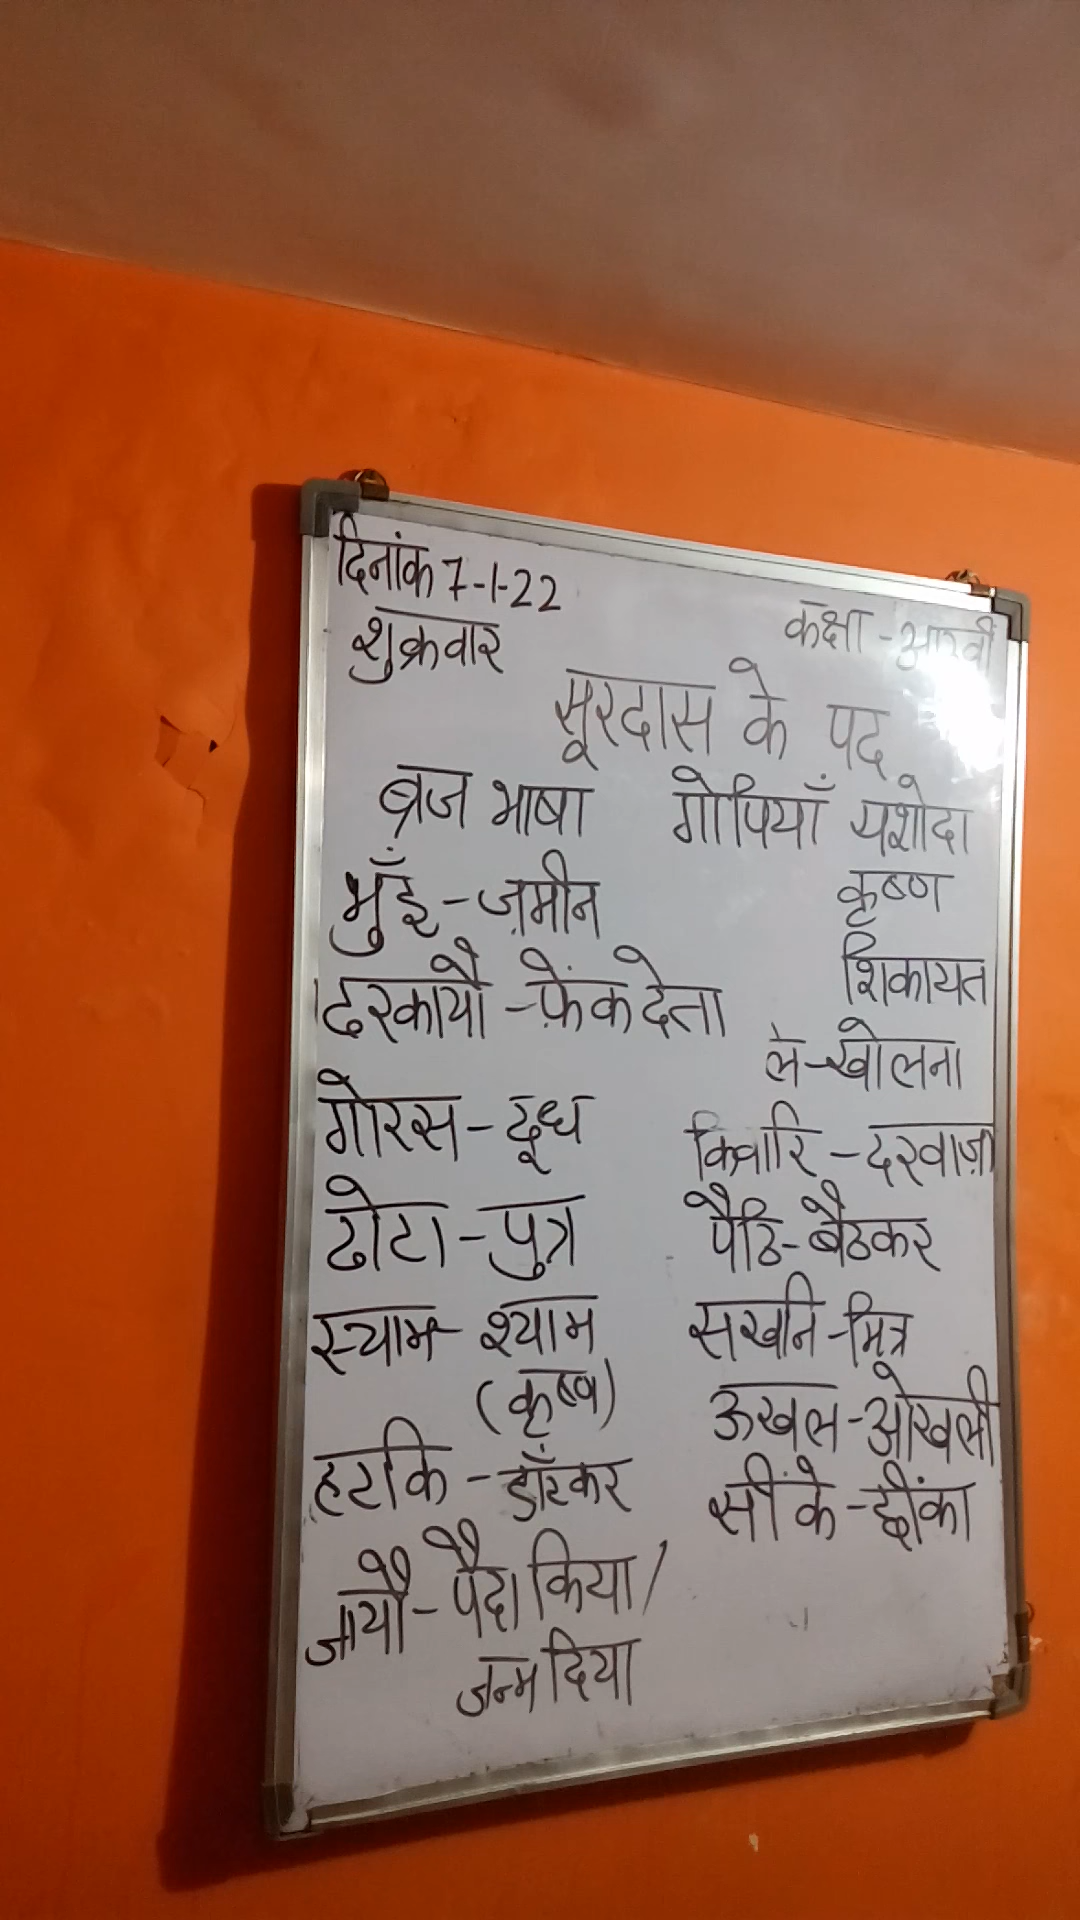 दिनांक 7-1-22
शुक्रवार
कक्षा - आठवीं
सूरदास के पद
ब्रज भाषा गोपियाँ यशोदा
कृष्ण
शिकायत
भुँइ - ज़मीन
ढरकायौ - फ़ेंक देता
गोरस - दूध
ढोटा - पुत्र
स्याम - श्याम
(कृष्ण)
हटकि - डाँटकर
जायौ - पैदा किया /
जन्म दिया
ले - खोलना
किवारि - दरवाज़ा
पैठि - बैठकर
सखनि - मित्र
ऊखल - ओखली
सींके - छींका